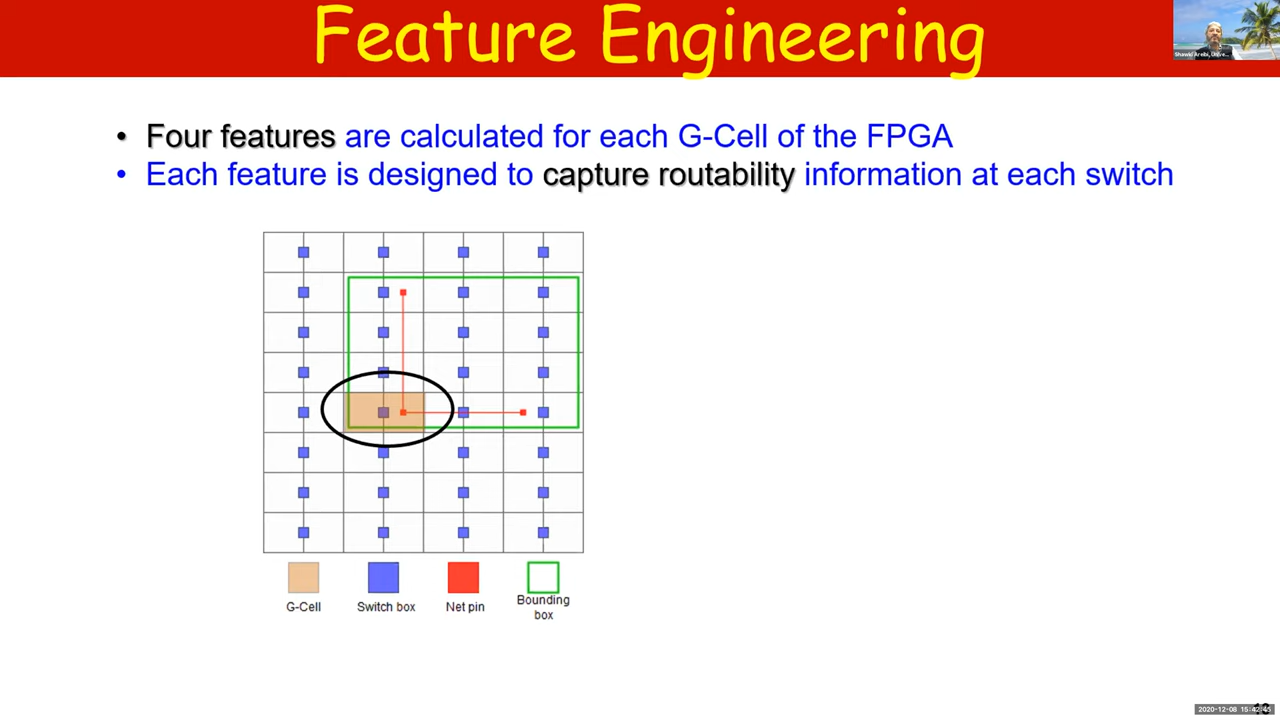 Feature Engineering
• Four features are calculated for each G-Cell of the FPGA
• Each feature is designed to capture routability information at each switch
G-Cell
Switch box
Net pin
Bounding
box
2020-12-08 15:42:45